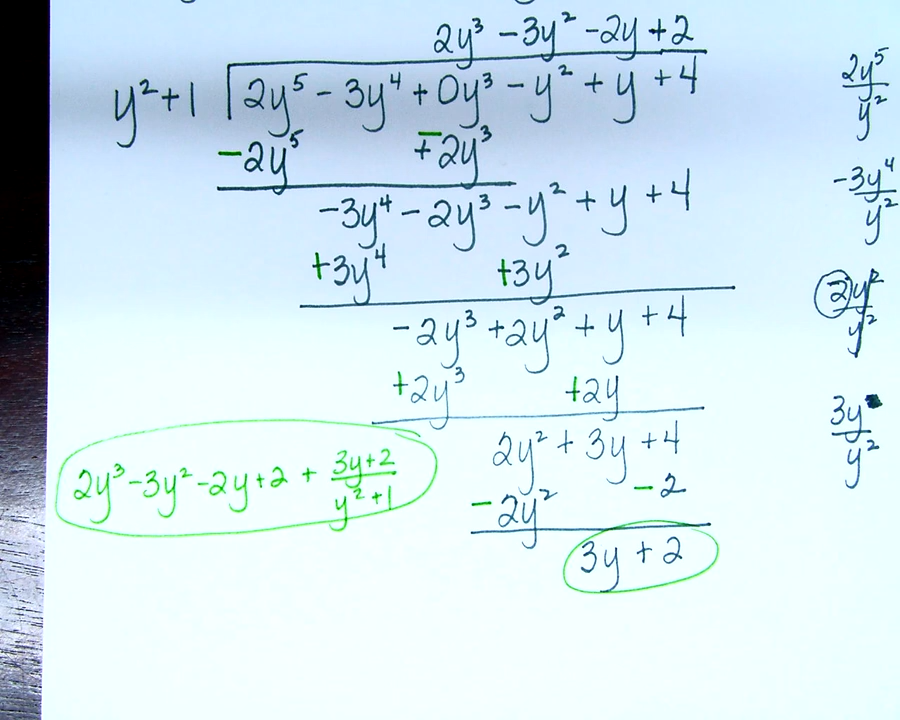 2y³ -3y² -2y +2
y²+1 2y⁵ - 3y⁴ + 0y³ - y² + y + 4
-2y⁵ +̄2y³
-3y⁴ - 2y³ - y² + y + 4
+3y⁴ +3y²
-2y³ +2y² + y + 4
+2y³ +2y
2y² + 3y + 4
-2y² -2
3y + 2
2y³ -3y² -2y+2 + (3y+2)/(y²+1)
2y⁵/y²
-3y⁴/y²
2y²/y²
3y/y²